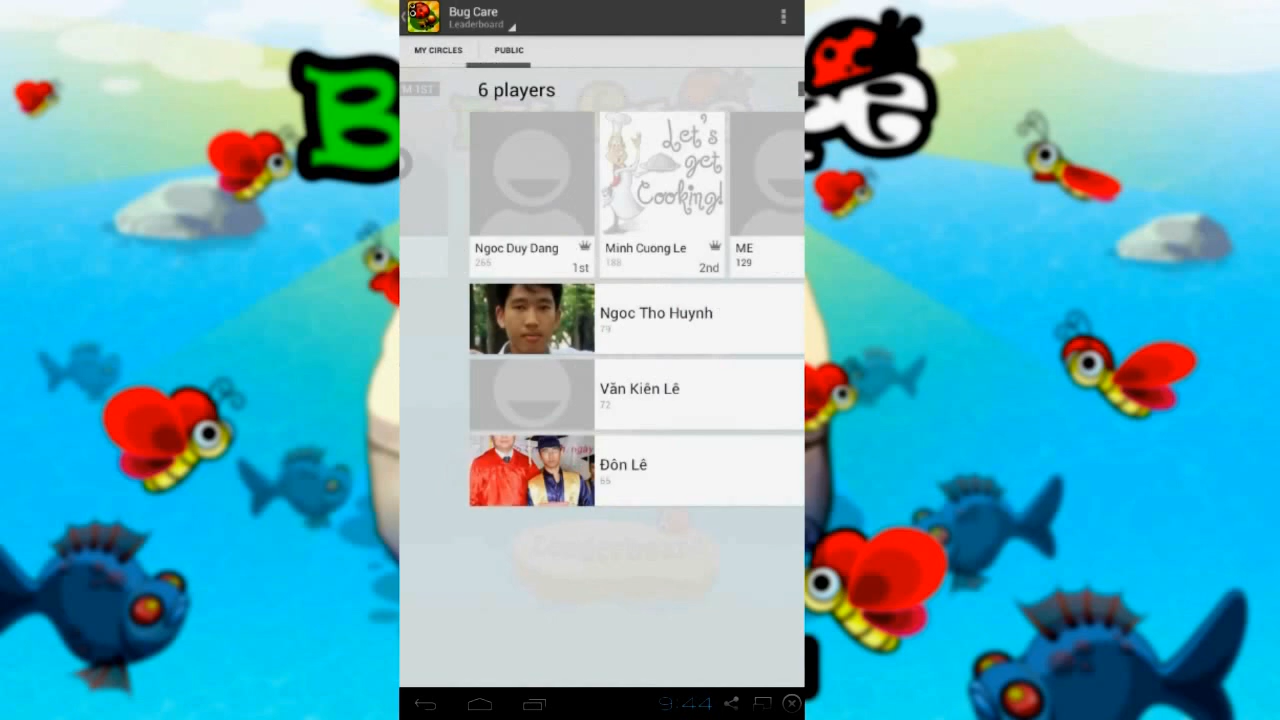 Bug Care
Leaderboard
MY CIRCLES
PUBLIC
M 1ST
6 players
Let's
get
Cooking!
Ngoc Duy Dang
265
1st
Minh Cuong Le
188
2nd
ME
129
Ngoc Tho Huynh
79
Văn Kiên Lê
72
Đôn Lê
66
9:44